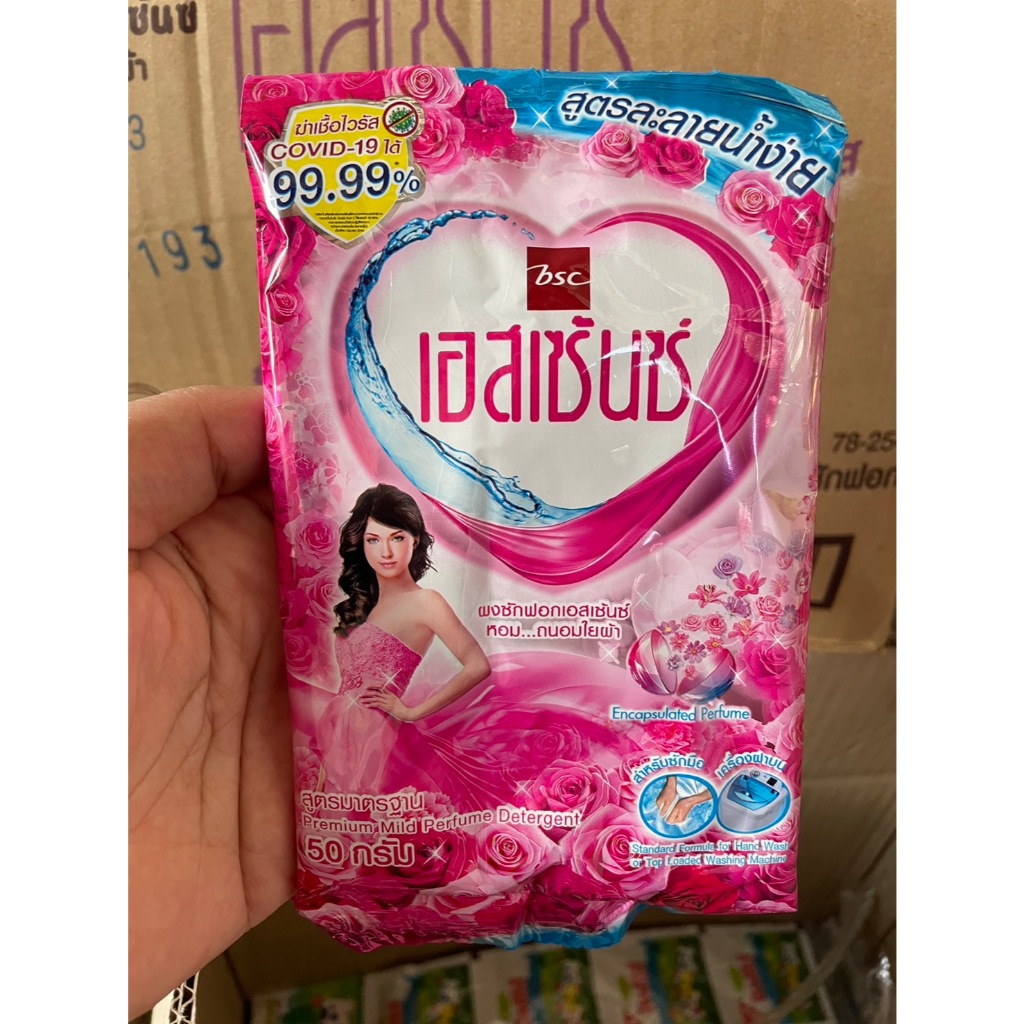 193
ฆ่าเชื้อไวรัส
COVID-19 ได้
99.99%
สูตรละลายน้ำง่าย
bsc
เอสเซ้นซ์
78-25
ผงซักฟอกเอสเซ้นซ์
หอม...ถนอมใยผ้า
Encapsulated Perfume
สำหรับซักมือ
เครื่องฝาบน
สูตรมาตรฐาน
Premium Mild Perfume Detergent
50 กรัม
Standard Formula for Hand Wash
or Top Loaded Washing Machine